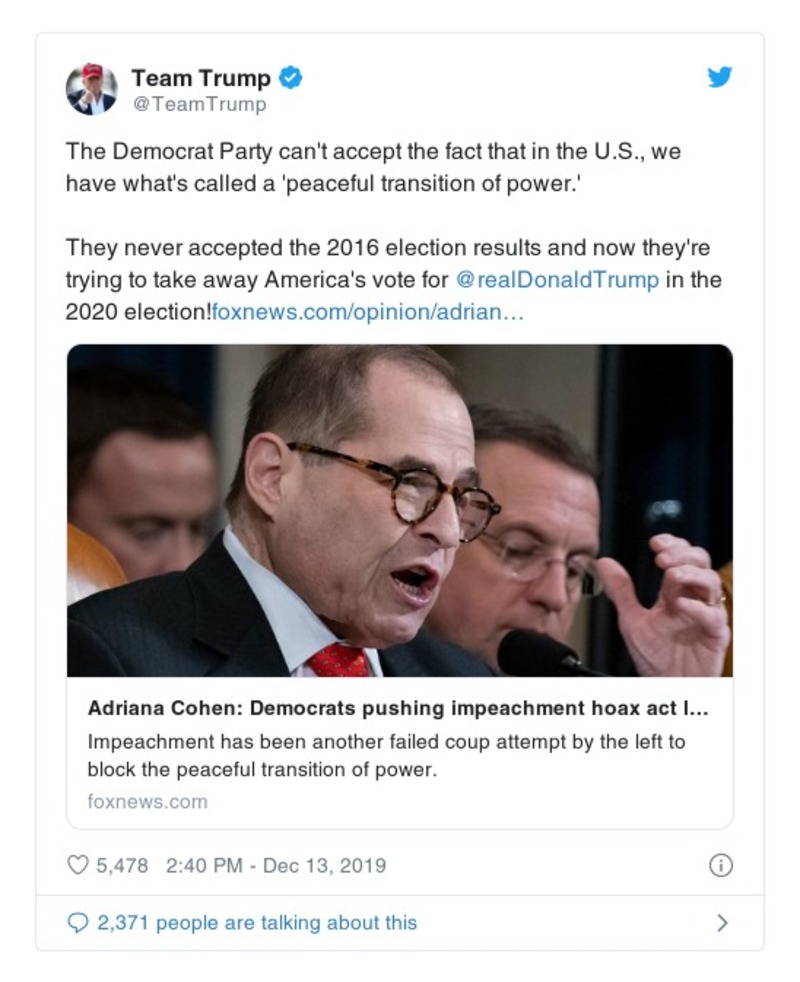 Team Trump
@TeamTrump
The Democrat Party can't accept the fact that in the U.S., we
have what's called a 'peaceful transition of power.'
They never accepted the 2016 election results and now they're
trying to take away America's vote for @realDonaldTrump in the
2020 election!foxnews.com/opinion/adrian…
Adriana Cohen: Democrats pushing impeachment hoax act l...
Impeachment has been another failed coup attempt by the left to
block the peaceful transition of power.
foxnews.com
5,478 2:40 PM - Dec 13, 2019
2,371 people are talking about this